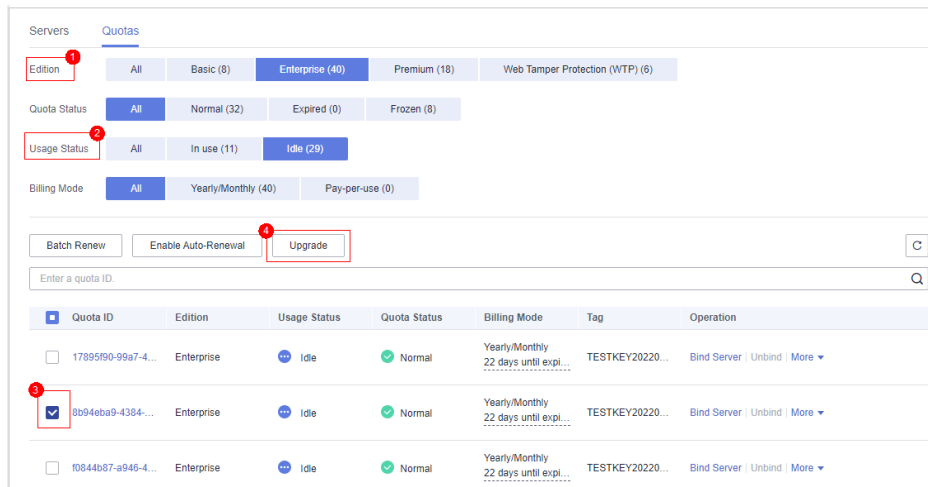 Servers Quotas
1
Edition All Basic (8) Enterprise (40) Premium (18) Web Tamper Protection (WTP) (6)
Quota Status All Normal (32) Expired (0) Frozen (8)
2
Usage Status All In use (11) Idle (29)
Billing Mode All Yearly/Monthly (40) Pay-per-use (0)
4
Batch Renew Enable Auto-Renewal Upgrade
Enter a quota ID.
Quota ID Edition Usage Status Quota Status Billing Mode Tag Operation
17895f90-99a7-4... Enterprise Idle Normal Yearly/Monthly TESTKEY20220... Bind Server | Unbind | More
22 days until expi...
3
8b94eba9-4384-... Enterprise Idle Normal Yearly/Monthly TESTKEY20220... Bind Server | Unbind | More
22 days until expi...
f0844b87-a946-4... Enterprise Idle Normal Yearly/Monthly TESTKEY20220... Bind Server | Unbind | More
22 days until expi...